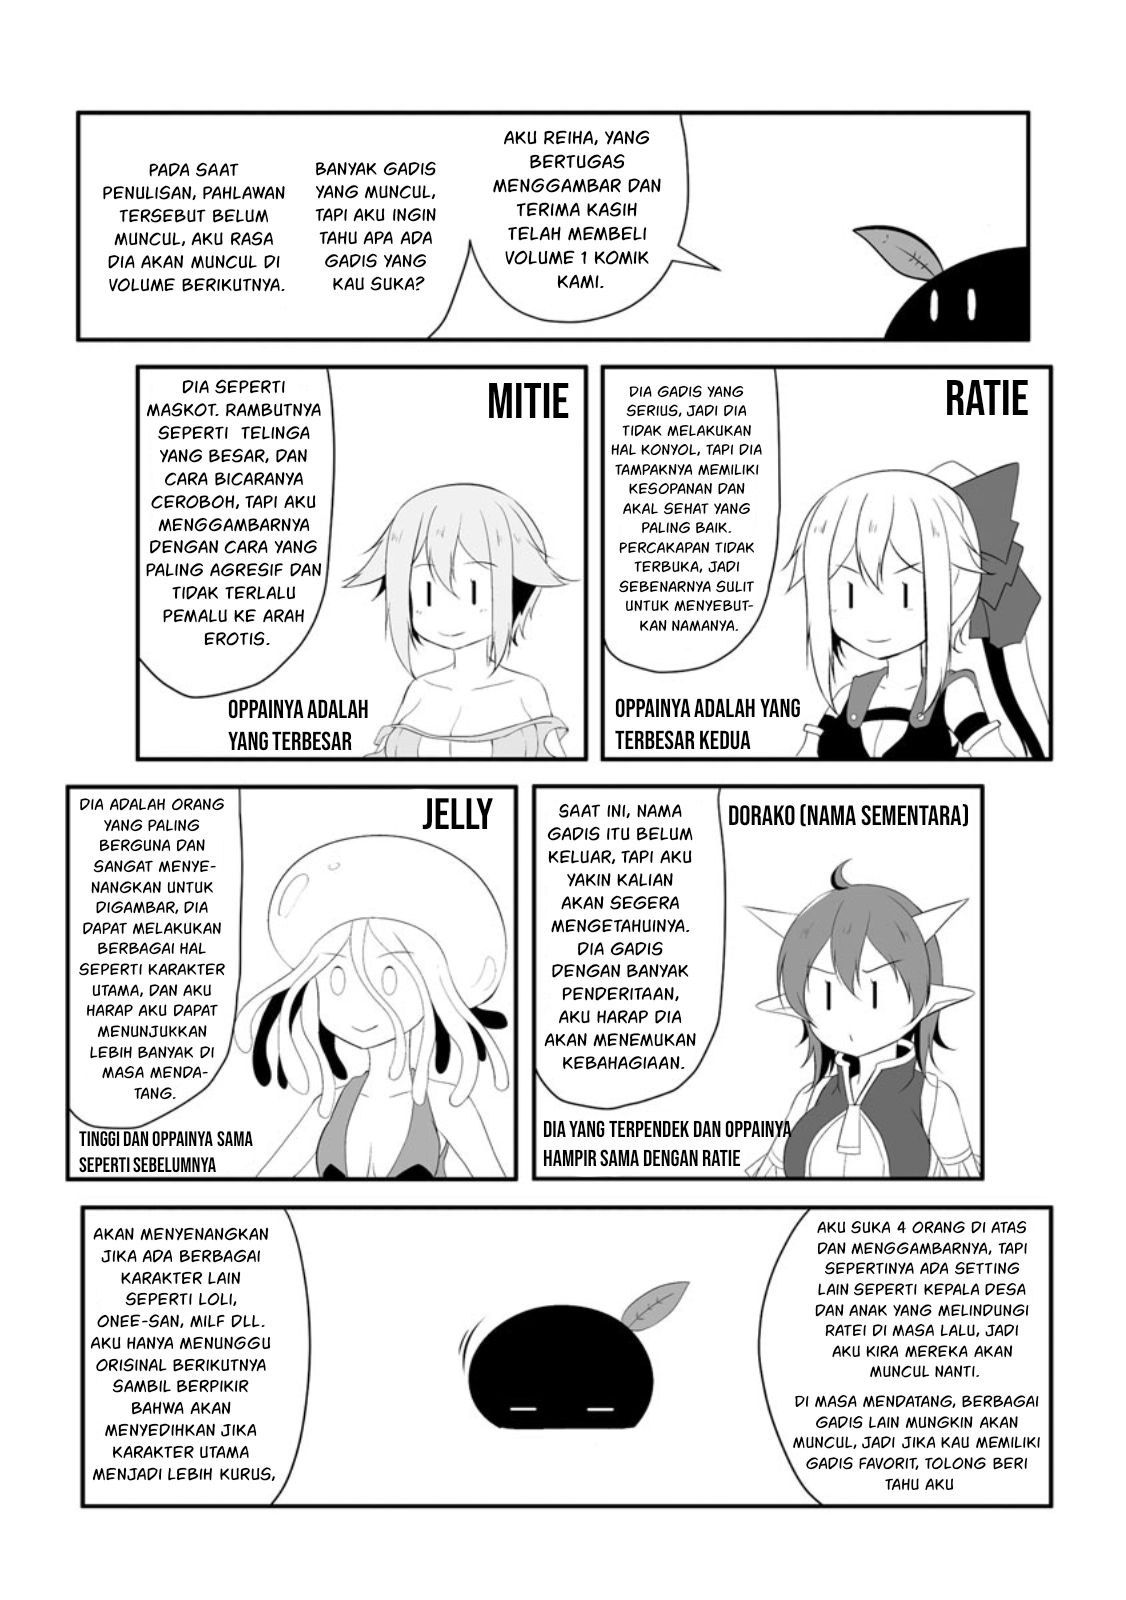 AKU REIHA, YANG
BERTUGAS
MENGGAMBAR DAN
TERIMA KASIH
TELAH MEMBELI
VOLUME 1 KOMIK
KAMI.
BANYAK GADIS
YANG MUNCUL,
TAPI AKU INGIN
TAHU APA ADA
GADIS YANG
KAU SUKA?
PADA SAAT
PENULISAN, PAHLAWAN
TERSEBUT BELUM
MUNCUL, AKU RASA
DIA AKAN MUNCUL DI
VOLUME BERIKUTNYA.
RATIE
DIA GADIS YANG
SERIUS, JADI DIA
TIDAK MELAKUKAN
HAL KONYOL, TAPI DIA
TAMPAKNYA MEMILIKI
KESOPANAN DAN
AKAL SEHAT YANG
PALING BAIK.
PERCAKAPAN TIDAK
TERBUKA, JADI
SEBENARNYA SULIT
UNTUK MENYEBUT-
KAN NAMANYA.
OPPAINYA ADALAH YANG
TERBESAR KEDUA
MITIE
DIA SEPERTI
MASKOT. RAMBUTNYA
SEPERTI TELINGA
YANG BESAR, DAN
CARA BICARANYA
CEROBOH, TAPI AKU
MENGGAMBARNYA
DENGAN CARA YANG
PALING AGRESIF DAN
TIDAK TERLALU
PEMALU KE ARAH
EROTIS.
OPPAINYA ADALAH
YANG TERBESAR
DORAKO (NAMA SEMENTARA)
SAAT INI, NAMA
GADIS ITU BELUM
KELUAR, TAPI AKU
YAKIN KALIAN
AKAN SEGERA
MENGETAHUINYA.
DIA GADIS
DENGAN BANYAK
PENDERITAAN,
AKU HARAP DIA
AKAN MENEMUKAN
KEBAHAGIAAN.
DIA YANG TERPENDEK DAN OPPAINYA
HAMPIR SAMA DENGAN RATIE
JELLY
DIA ADALAH ORANG
YANG PALING
BERGUNA DAN
SANGAT MENYE-
NANGKAN UNTUK
DIGAMBAR, DIA
DAPAT MELAKUKAN
BERBAGAI HAL
SEPERTI KARAKTER
UTAMA, DAN AKU
HARAP AKU DAPAT
MENUNJUKKAN
LEBIH BANYAK DI
MASA MENDA-
TANG.
TINGGI DAN OPPAINYA SAMA
SEPERTI SEBELUMNYA
AKU SUKA 4 ORANG DI ATAS
DAN MENGGAMBARNYA, TAPI
SEPERTINYA ADA SETTING
LAIN SEPERTI KEPALA DESA
DAN ANAK YANG MELINDUNGI
RATEI DI MASA LALU, JADI
AKU KIRA MEREKA AKAN
MUNCUL NANTI.
DI MASA MENDATANG, BERBAGAI
GADIS LAIN MUNGKIN AKAN
MUNCUL, JADI JIKA KAU MEMILIKI
GADIS FAVORIT, TOLONG BERI
TAHU AKU
AKAN MENYENANGKAN
JIKA ADA BERBAGAI
KARAKTER LAIN
SEPERTI LOLI,
ONEE-SAN, MILF DLL.
AKU HANYA MENUNGGU
ORISINAL BERIKUTNYA
SAMBIL BERPIKIR
BAHWA AKAN
MENYEDIHKAN JIKA
KARAKTER UTAMA
MENJADI LEBIH KURUS,